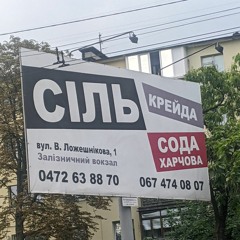 СІЛЬ
КРЕЙДА
СОДА
ХАРЧОВА
вул. В. Ложешнікова, 1
Залізничний вокзал
0472 63 88 70
067 474 08 07